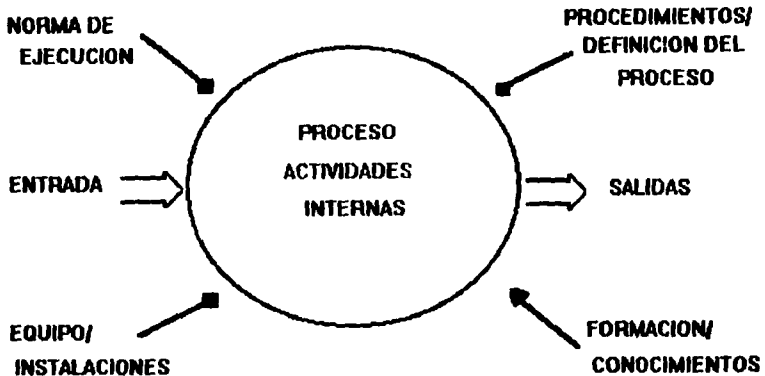 NORMA DE
EJECUCION
PROCEDIMIENTOS/
DEFINICION DEL
PROCESO
PROCESO
ACTIVIDADES
INTERNAS
ENTRADA
SALIDAS
EQUIPO/
INSTALACIONES
FORMACION/
CONOCIMIENTOS